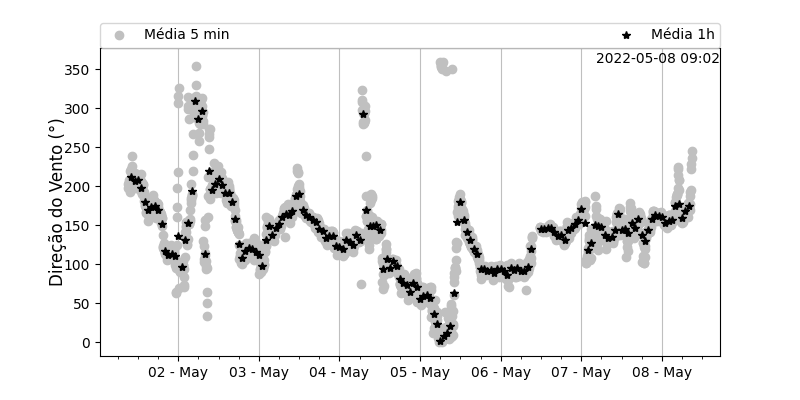 Média 5 min
Média 1h
2022-05-08 09:02
Direção do Vento (°)
350
300
250
200
150
100
50
0
02 - May
03 - May
04 - May
05 - May
06 - May
07 - May
08 - May